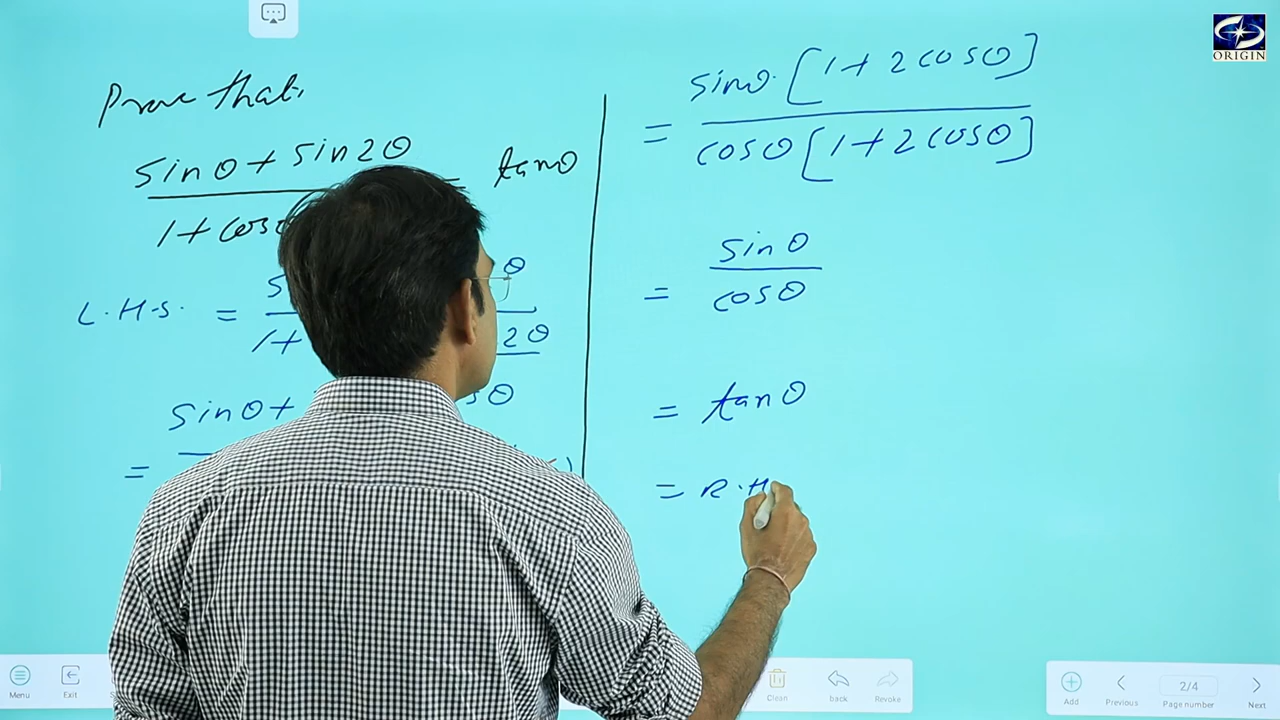 Prove that.
sinθ + sin2θ
tanθ
1 + cos
L.H.S. =
θ
1 +
2θ
sinθ +
θ
=
= sinθ. [1 + 2cosθ]
cosθ [1 + 2cosθ]
= sinθ
cosθ
= tanθ
= R.H
ORIGIN
Menu
Exit
Clean
back
Revoke
Add
Previous
2/4
Page number
Next